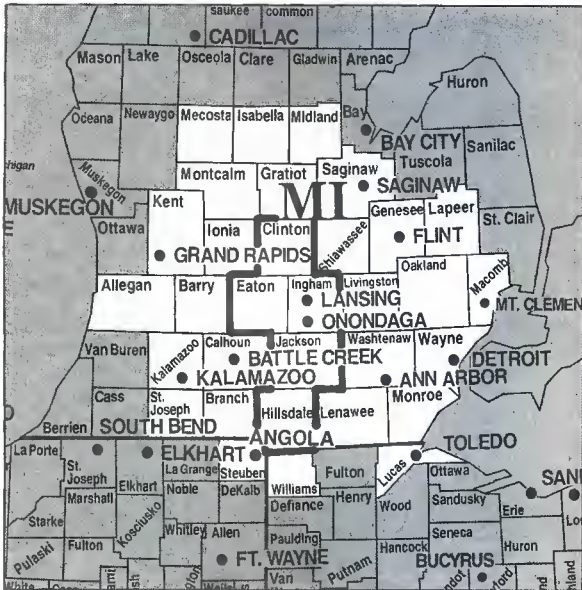 saukee common
CADILLAC
Mason Lake Osceola Clare Gladwin Arenac
Huron
Oceana Newaygo Mecosta Isabella Midland Bay
BAY CITY
Sanilac
Tuscola
Muskegon
MUSKEGON
Montcalm Gratiot Saginaw
SAGINAW
MI
Kent
Ottawa
Ionia Clinton Shiawassee Genesee Lapeer
St. Clair
FLINT
GRAND RAPIDS
Oakland
Macomb
Allegan Barry Eaton Ingham Livingston
LANSING
MT. CLEMEN
ONONDAGA
Van Buren Kalamazoo Calhoun Jackson Washtenaw Wayne
BATTLE CREEK
DETROIT
KALAMAZOO
ANN ARBOR
Cass St. Joseph Branch Hillsdale Lenawee Monroe
Berrien
SOUTH BEND
ANGOLA
TOLEDO
La Porte
St. Joseph
ELKHART
La Grange
Steuben
Williams
Fulton
Lucas
Ottawa
SAN
Elkhart
Noble
DeKalb
Defiance
Henry
Wood
Sandusky
Erie
Marshall
Starke
Kosciusko
Whitley
Allen
Paulding
Seneca
Huron
Pulaski
Fulton
FT. WAYNE
Putnam
Hancock
BUCYRUS
White
Van